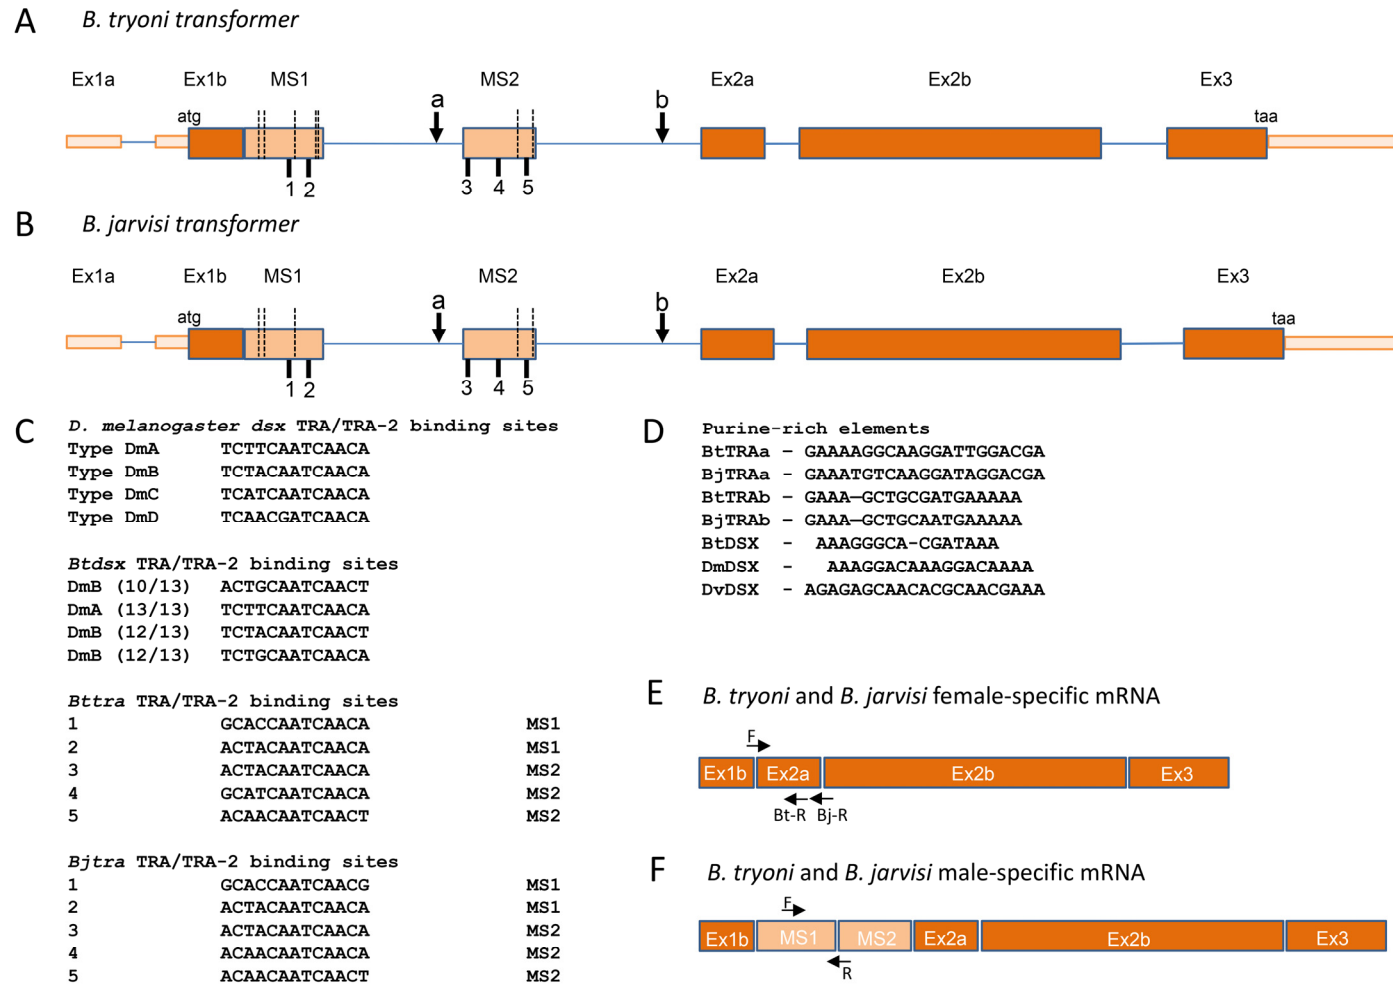 A
B. tryoni transformer
Ex1a Ex1b MS1 MS2 Ex2a Ex2b Ex3
atg a b taa
1 2 3 4 5
B
B. jarvisi transformer
Ex1a Ex1b MS1 MS2 Ex2a Ex2b Ex3
atg a b taa
1 2 3 4 5
C
D. melanogaster dsx TRA/TRA-2 binding sites
Type DmA TCTTCAATCAACA
Type DmB TCTACAATCAACA
Type DmC TCATCAATCAACA
Type DmD TCAACGATCAACA
Btdsx TRA/TRA-2 binding sites
DmB (10/13) ACTGCAATCAACT
DmA (13/13) TCTTCAATCAACA
DmB (12/13) TCTACAATCAACT
DmB (12/13) TCTGCAATCAACA
Bttra TRA/TRA-2 binding sites
1 GCACCAATCAACA MS1
2 ACTACAATCAACA MS1
3 ACTACAATCAACA MS2
4 GCATCAATCAACA MS2
5 ACAACAATCAACT MS2
Bjtra TRA/TRA-2 binding sites
1 GCACCAATCAACG MS1
2 ACTACAATCAACA MS1
3 ACTACAATCAACA MS2
4 ACAACAATCAACA MS2
5 ACAACAATCAACT MS2
D
Purine-rich elements
BtTRAa – GAAAAGGCAAGGATTGGACGA
BjTRAa – GAAATGTCAAGGATAGGACGA
BtTRAb – GAAA–GCTGCGATGAAAAA
BjTRAb – GAAA–GCTGCAATGAAAAA
BtDSX - AAAGGGCA-CGATAAA
DmDSX - AAAGGACAAAGGACAAAA
DvDSX - AGAGAGCAACACGCAACGAAA
E
B. tryoni and B. jarvisi female-specific mRNA
F
Ex1b Ex2a Ex2b Ex3
Bt-R Bj-R
F
B. tryoni and B. jarvisi male-specific mRNA
F
Ex1b MS1 MS2 Ex2a Ex2b Ex3
R